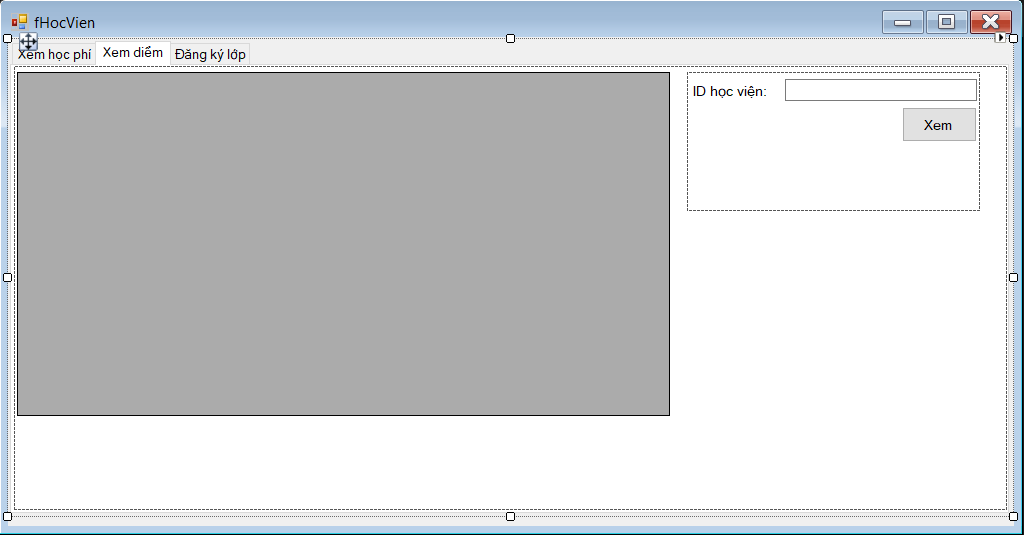 fHocVien
Xem học phí
Xem điểm
Đăng ký lớp
ID học viện:
Xem